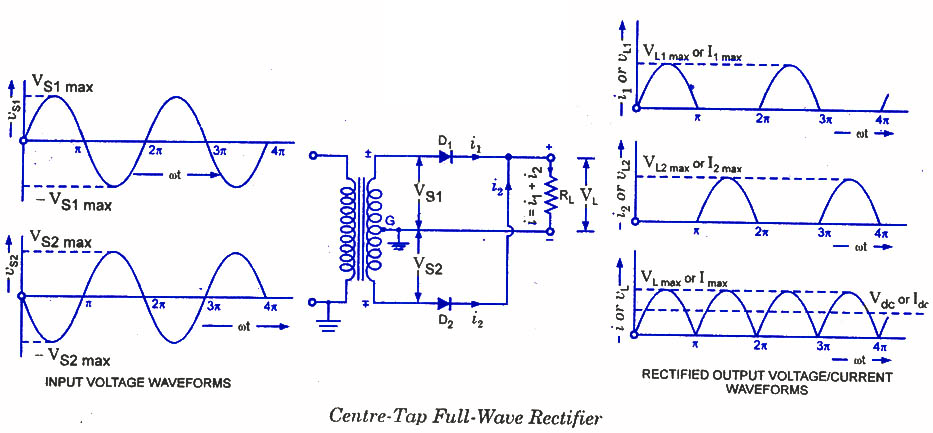 V_S1 max
v_S1
π 2π 3π 4π
ωt
− V_S1 max
V_S2 max
v_S2
π 2π 3π 4π
ωt
− V_S2 max
INPUT VOLTAGE WAVEFORMS
± D1 i1 +
V_S1 i2 i = i1 + i2 R_L V_L
G −
V_S2
∓ D2 i2
V_L1 max or I_1 max
i1 or v_L1
π 2π 3π 4π
ωt
V_L2 max or I_2 max
i2 or v_L2
π 2π 3π 4π
ωt
V_L max or I_max
V_dc or I_dc
i or v_L
π 2π 3π 4π
ωt
RECTIFIED OUTPUT VOLTAGE/CURRENT
WAVEFORMS
Centre-Tap Full-Wave Rectifier